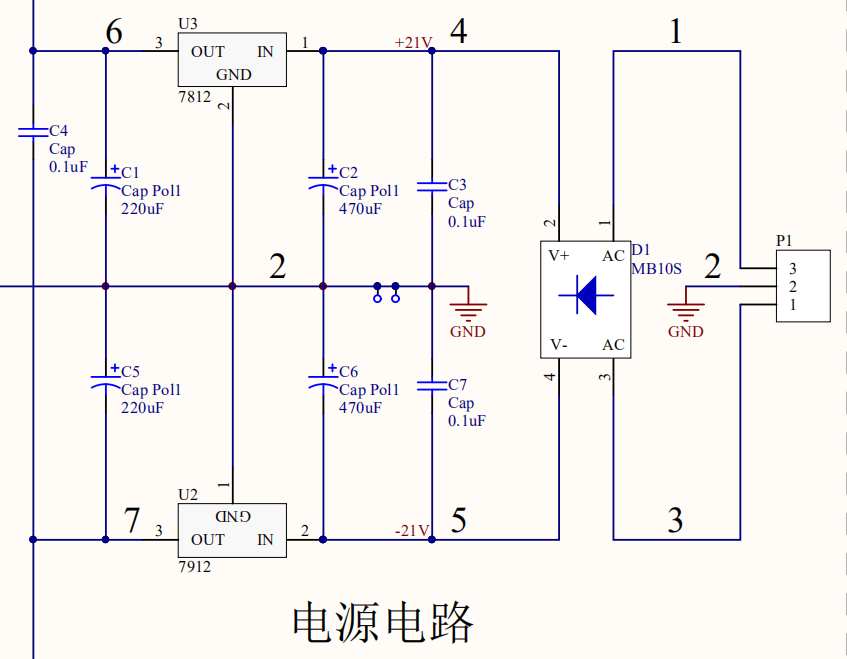 6
U3
3
OUT
IN
1
GND
2
7812
+21V
4
1
C4
Cap
0.1uF
+
C1
Cap Pol1
220uF
+
C2
Cap Pol1
470uF
C3
Cap
0.1uF
2
GND
2
1
V+
AC
D1
MB10S
V-
AC
4
3
2
GND
P1
3
2
1
+
C5
Cap Pol1
220uF
+
C6
Cap Pol1
470uF
C7
Cap
0.1uF
7
U2
1
GND
3
OUT
IN
2
7912
-21V
5
3
电源电路